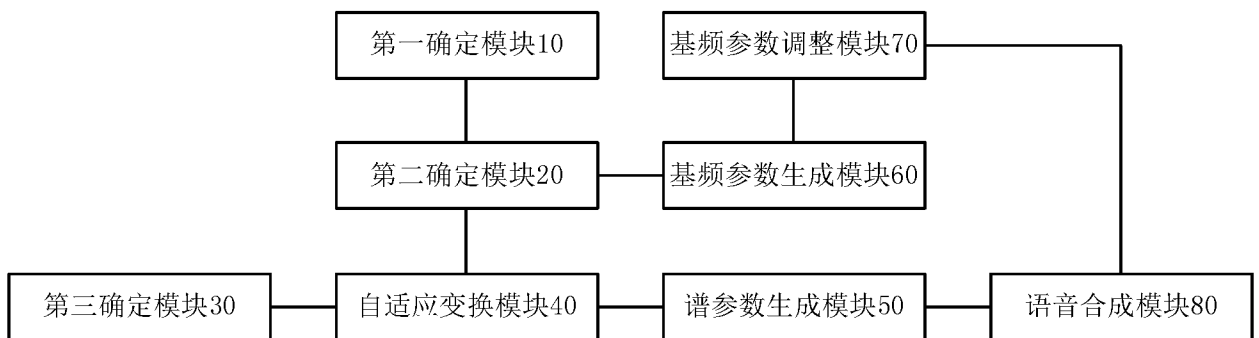 第一确定模块10
基频参数调整模块70
第二确定模块20
基频参数生成模块60
第三确定模块30
自适应变换模块40
谱参数生成模块50
语音合成模块80